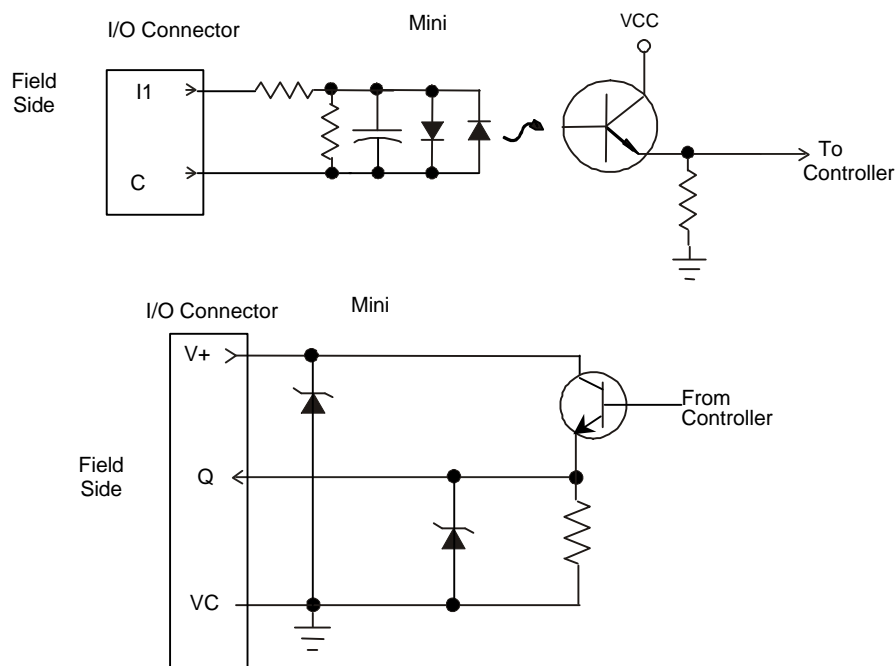 I/O Connector
Mini
VCC
Field
Side
I1
C
To
Controller
I/O Connector
Mini
V+
From
Controller
Field
Side
Q
VC